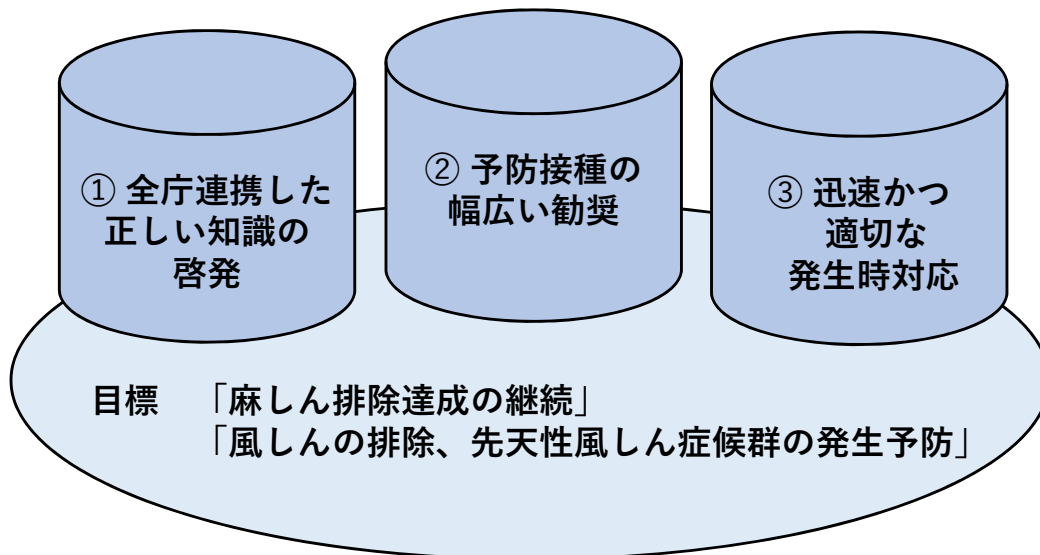 ① 全庁連携した
正しい知識の
啓発
② 予防接種の
幅広い勧奨
③ 迅速かつ
適切な
発生時対応
目標 「麻しん排除達成の継続」
「風しんの排除、先天性風しん症候群の発生予防」